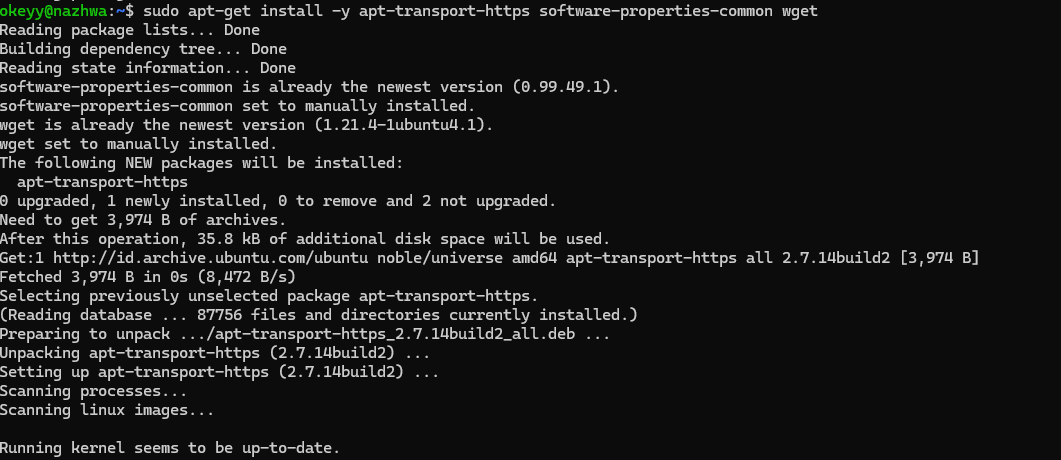 okeyy@nazhwa:~$ sudo apt-get install -y apt-transport-https software-properties-common wget
Reading package lists... Done
Building dependency tree... Done
Reading state information... Done
software-properties-common is already the newest version (0.99.49.1).
software-properties-common set to manually installed.
wget is already the newest version (1.21.4-1ubuntu4.1).
wget set to manually installed.
The following NEW packages will be installed:
  apt-transport-https
0 upgraded, 1 newly installed, 0 to remove and 2 not upgraded.
Need to get 3,974 B of archives.
After this operation, 35.8 kB of additional disk space will be used.
Get:1 http://id.archive.ubuntu.com/ubuntu noble/universe amd64 apt-transport-https all 2.7.14build2 [3,974 B]
Fetched 3,974 B in 0s (8,472 B/s)
Selecting previously unselected package apt-transport-https.
(Reading database ... 87756 files and directories currently installed.)
Preparing to unpack .../apt-transport-https_2.7.14build2_all.deb ...
Unpacking apt-transport-https (2.7.14build2) ...
Setting up apt-transport-https (2.7.14build2) ...
Scanning processes...
Scanning linux images...
Running kernel seems to be up-to-date.